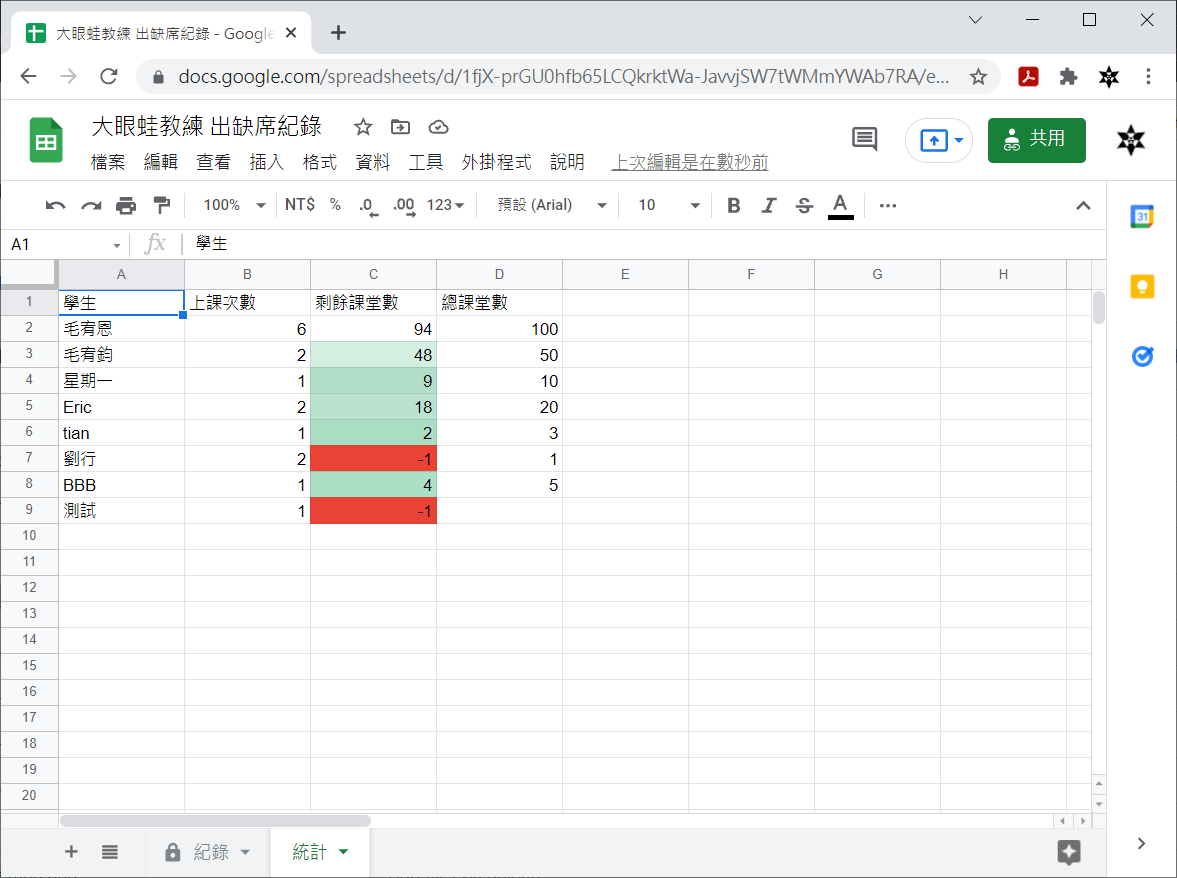 大眼蛙教練 出缺席紀錄 - Google
docs.google.com/spreadsheets/d/1fjX-prGU0hfb65LCQkrktWa-JavvjSW7tWMmYWAb7RA/e...
大眼蛙教練 出缺席紀錄
共用
檔案 編輯 查看 插入 格式 資料 工具 外掛程式 說明 上次編輯是在數秒前
100% NT$ % .0 .00 123 預設 (Arial) 10 B I S A
31
A1 fx 學生
A B C D E F G H
1 學生 上課次數 剩餘課堂數 總課堂數
2 毛宥恩 6 94 100
3 毛宥鈞 2 48 50
4 星期一 1 9 10
5 Eric 2 18 20
6 tian 1 2 3
7 劉行 2 -1 1
8 BBB 1 4 5
9 測試 1 -1
10
11
12
13
14
15
16
17
18
19
20
紀錄 統計